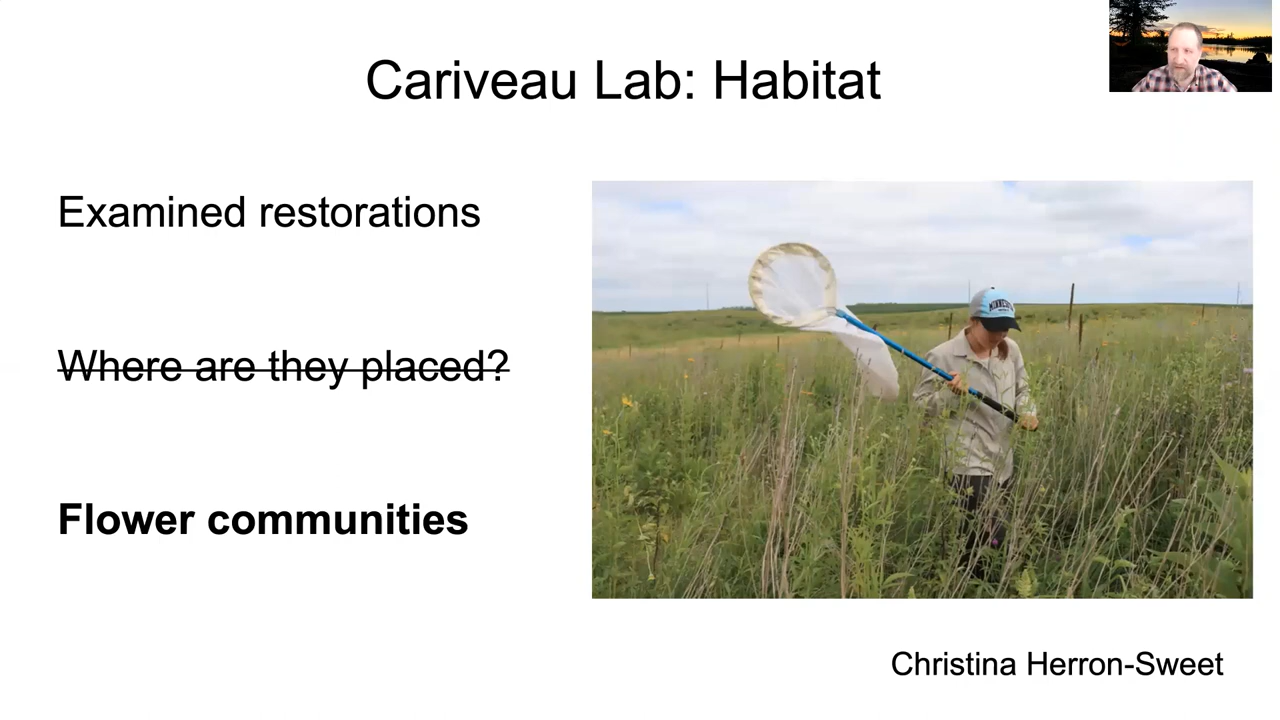 Cariveau Lab: Habitat
Examined restorations
Where are they placed?
Flower communities
Christina Herron-Sweet